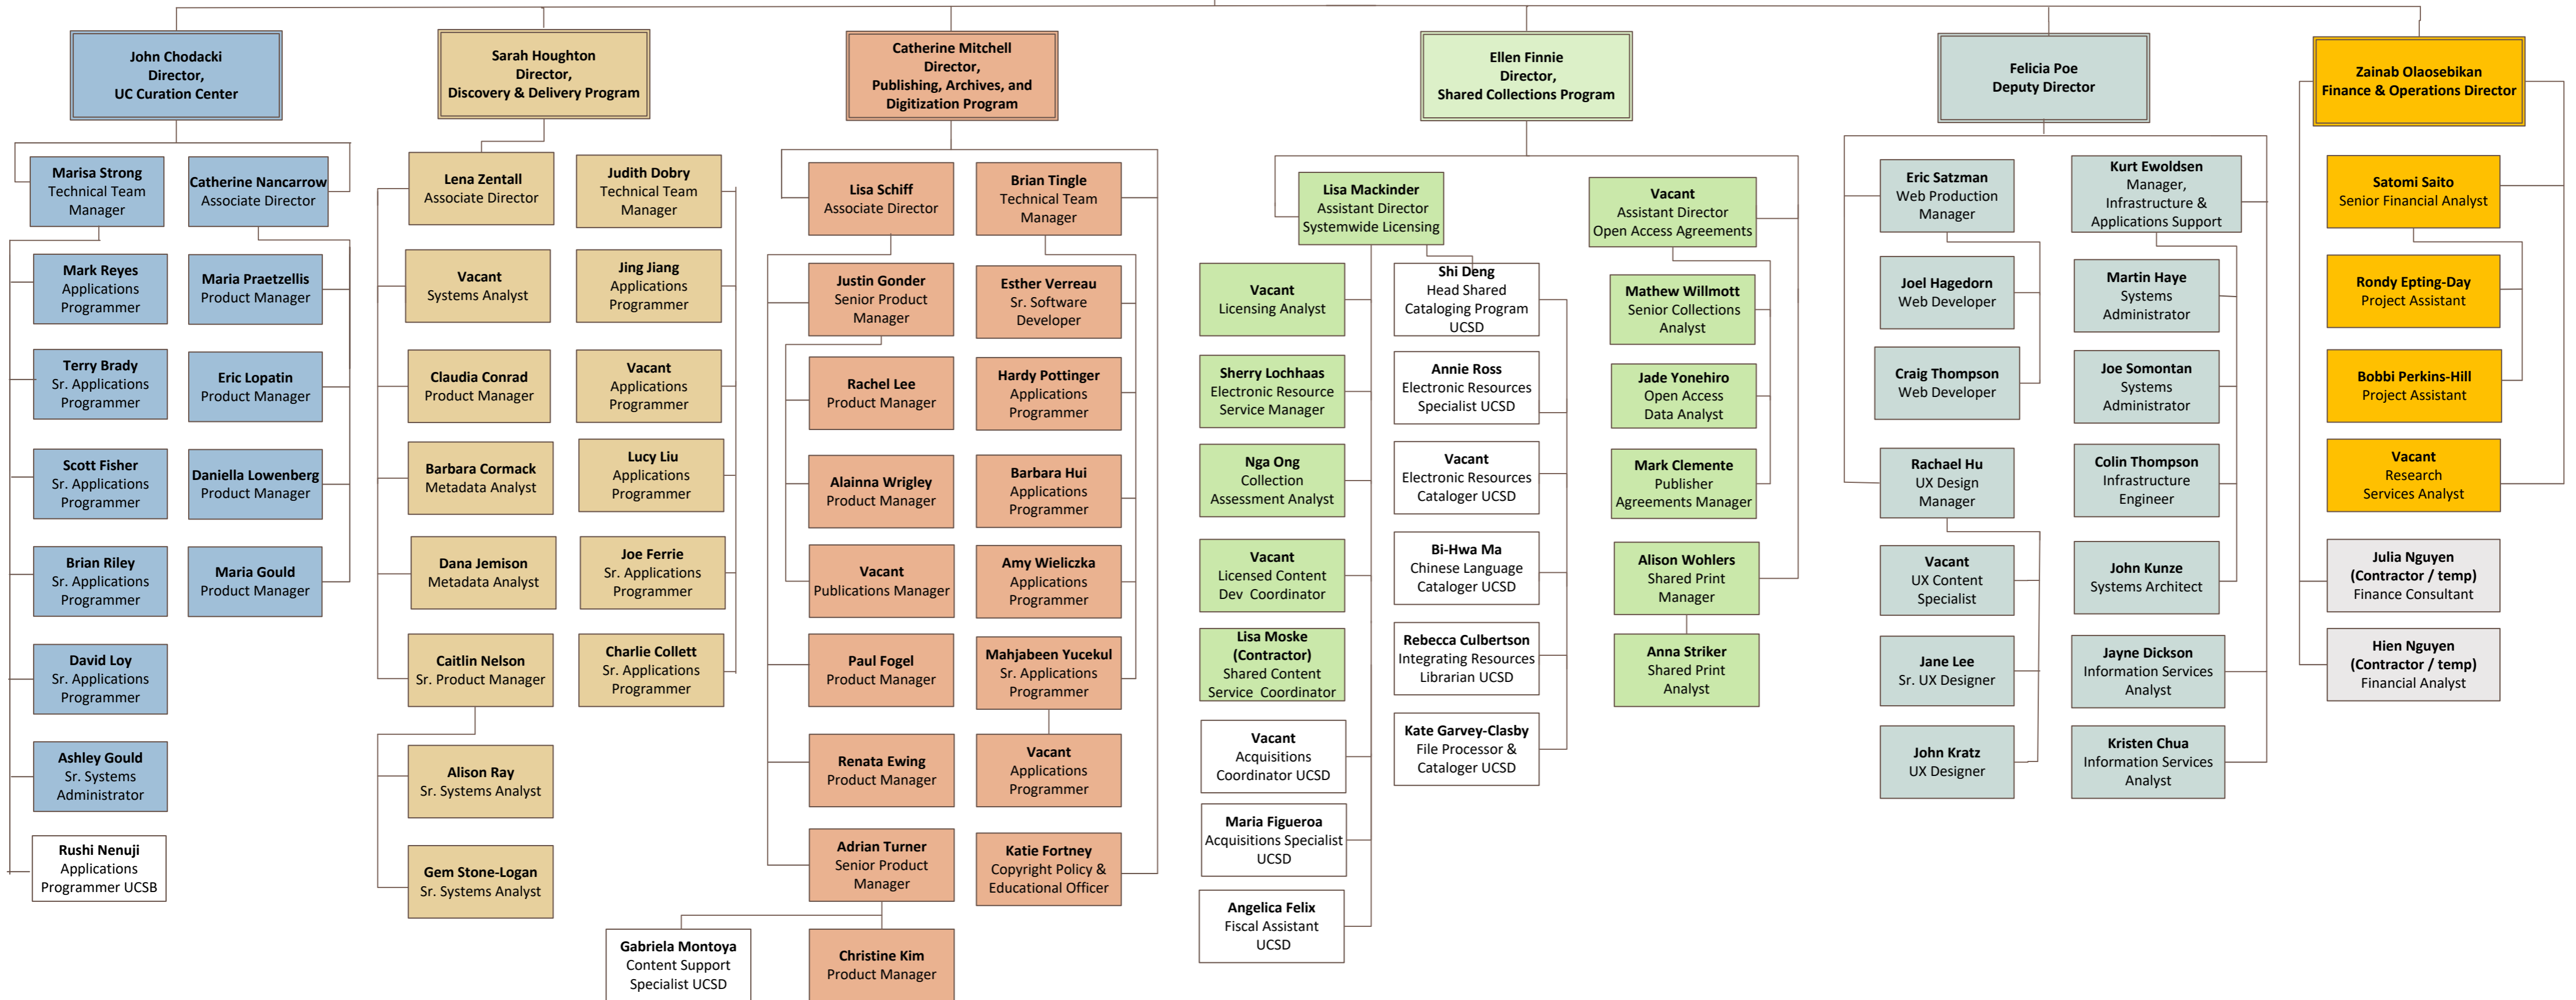 John Chodacki
Director,
UC Curation Center
Marisa Strong
Technical Team
Manager
Mark Reyes
Applications
Programmer
Terry Brady
Sr. Applications
Programmer
Scott Fisher
Sr. Applications
Programmer
Brian Riley
Sr. Applications
Programmer
David Loy
Sr. Applications
Programmer
Ashley Gould
Sr. Systems
Administrator
Rushi Nenuji
Applications
Programmer UCSB
Catherine Nancarrow
Associate Director
Maria Praetzellis
Product Manager
Eric Lopatin
Product Manager
Daniella Lowenberg
Product Manager
Maria Gould
Product Manager
Sarah Houghton
Director,
Discovery & Delivery Program
Lena Zentall
Associate Director
Vacant
Systems Analyst
Claudia Conrad
Product Manager
Barbara Cormack
Metadata Analyst
Dana Jemison
Metadata Analyst
Caitlin Nelson
Sr. Product Manager
Alison Ray
Sr. Systems Analyst
Gem Stone-Logan
Sr. Systems Analyst
Judith Dobry
Technical Team
Manager
Jing Jiang
Applications
Programmer
Vacant
Applications
Programmer
Lucy Liu
Applications
Programmer
Joe Ferrie
Sr. Applications
Programmer
Charlie Collett
Sr. Applications
Programmer
Catherine Mitchell
Director,
Publishing, Archives, and
Digitization Program
Lisa Schiff
Associate Director
Justin Gonder
Senior Product
Manager
Rachel Lee
Product Manager
Alainna Wrigley
Product Manager
Vacant
Publications Manager
Paul Fogel
Product Manager
Renata Ewing
Product Manager
Adrian Turner
Senior Product
Manager
Gabriela Montoya
Content Support
Specialist UCSD
Christine Kim
Product Manager
Brian Tingle
Technical Team
Manager
Esther Verreau
Sr. Software
Developer
Hardy Pottinger
Applications
Programmer
Barbara Hui
Applications
Programmer
Amy Wieliczka
Applications
Programmer
Mahjabeen Yucekul
Sr. Applications
Programmer
Vacant
Applications
Programmer
Katie Fortney
Copyright Policy &
Educational Officer
Ellen Finnie
Director,
Shared Collections Program
Lisa Mackinder
Assistant Director
Systemwide Licensing
Vacant
Licensing Analyst
Sherry Lochhaas
Electronic Resource
Service Manager
Nga Ong
Collection
Assessment Analyst
Vacant
Licensed Content
Dev Coordinator
Lisa Moske
(Contractor)
Shared Content
Service Coordinator
Vacant
Acquisitions
Coordinator UCSD
Maria Figueroa
Acquisitions Specialist
UCSD
Angelica Felix
Fiscal Assistant
UCSD
Shi Deng
Head Shared
Cataloging Program
UCSD
Annie Ross
Electronic Resources
Specialist UCSD
Vacant
Electronic Resources
Cataloger UCSD
Bi-Hwa Ma
Chinese Language
Cataloger UCSD
Rebecca Culbertson
Integrating Resources
Librarian UCSD
Kate Garvey-Clasby
File Processor &
Cataloger UCSD
Vacant
Assistant Director
Open Access Agreements
Mathew Willmott
Senior Collections
Analyst
Jade Yonehiro
Open Access
Data Analyst
Mark Clemente
Publisher
Agreements Manager
Alison Wohlers
Shared Print
Manager
Anna Striker
Shared Print
Analyst
Felicia Poe
Deputy Director
Eric Satzman
Web Production
Manager
Joel Hagedorn
Web Developer
Craig Thompson
Web Developer
Rachael Hu
UX Design
Manager
Vacant
UX Content
Specialist
Jane Lee
Sr. UX Designer
John Kratz
UX Designer
Kurt Ewoldsen
Manager,
Infrastructure &
Applications Support
Martin Haye
Systems
Administrator
Joe Somontan
Systems
Administrator
Colin Thompson
Infrastructure
Engineer
John Kunze
Systems Architect
Jayne Dickson
Information Services
Analyst
Kristen Chua
Information Services
Analyst
Zainab Olaosebikan
Finance & Operations Director
Satomi Saito
Senior Financial Analyst
Rondy Epting-Day
Project Assistant
Bobbi Perkins-Hill
Project Assistant
Vacant
Research
Services Analyst
Julia Nguyen
(Contractor / temp)
Finance Consultant
Hien Nguyen
(Contractor / temp)
Financial Analyst